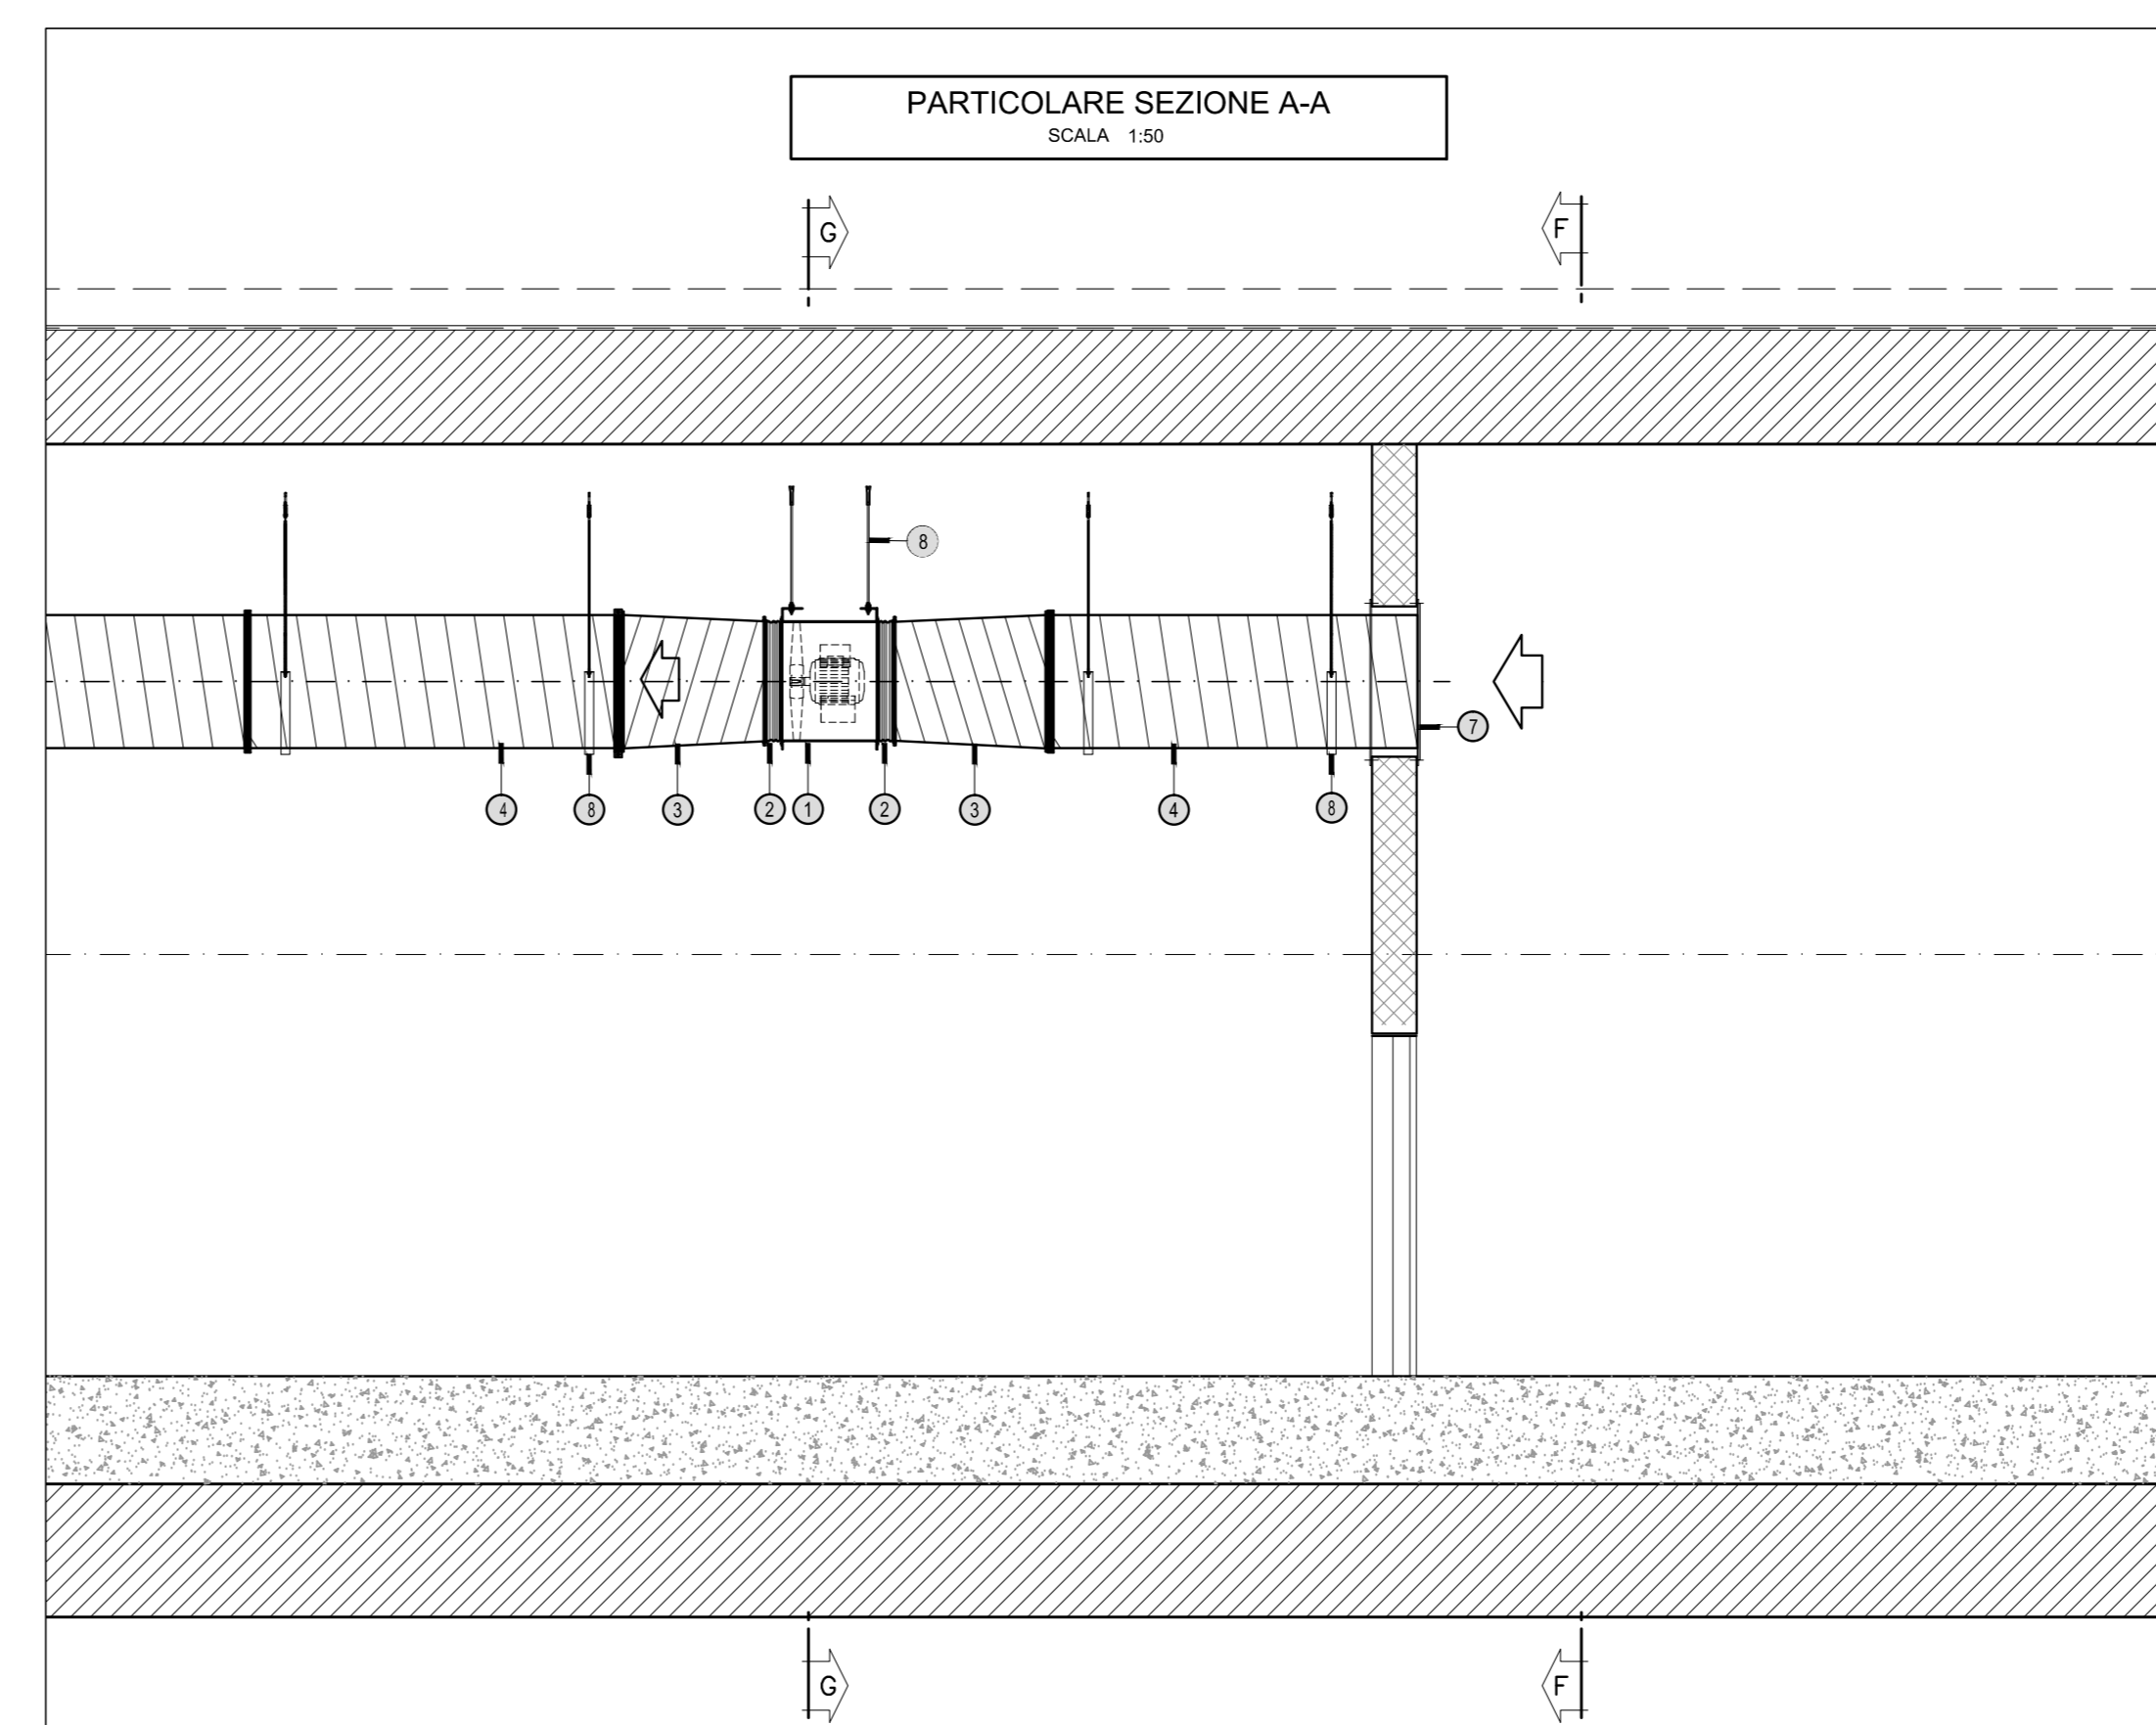 PARTICOLARE SEZIONE A-A
SCALA 1:50
G F
8
7
4 8 3 2 1 2 3 4 8
G F